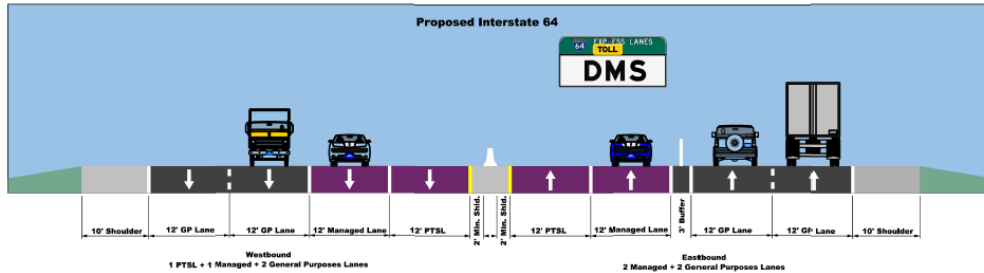 Proposed Interstate 64
64 EXPRESS LANES
TOLL
DMS
10' Shoulder
12' GP Lane
12' GP Lane
12' Managed Lane
12' PTSL
2' Min. Shld.
2' Min. Shld.
12' PTSL
12' Managed Lane
3' Buffer
12' GP Lane
12' GP Lane
10' Shoulder
Westbound
1 PTSL + 1 Managed + 2 General Purposes Lanes
Eastbound
2 Managed + 2 General Purposes Lanes